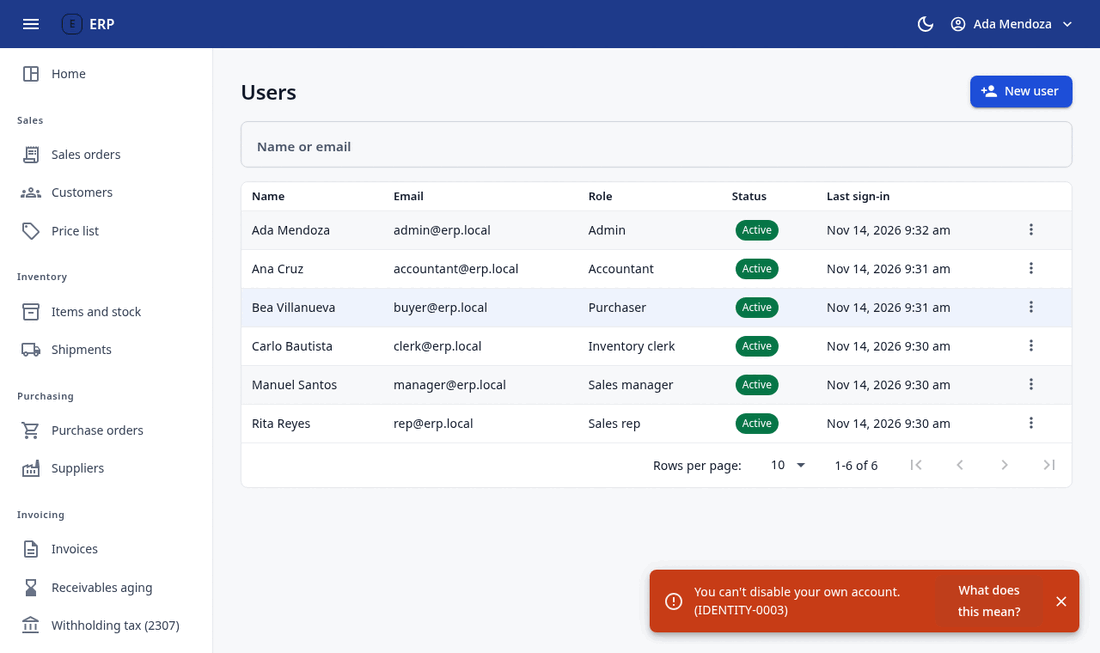 E ERP
Ada Mendoza
Home
Sales
Sales orders
Customers
Price list
Inventory
Items and stock
Shipments
Purchasing
Purchase orders
Suppliers
Invoicing
Invoices
Receivables aging
Withholding tax (2307)
Users
New user
Name or email
Name Email Role Status Last sign-in
Ada Mendoza admin@erp.local Admin Active Nov 14, 2026 9:32 am
Ana Cruz accountant@erp.local Accountant Active Nov 14, 2026 9:31 am
Bea Villanueva buyer@erp.local Purchaser Active Nov 14, 2026 9:31 am
Carlo Bautista clerk@erp.local Inventory clerk Active Nov 14, 2026 9:30 am
Manuel Santos manager@erp.local Sales manager Active Nov 14, 2026 9:30 am
Rita Reyes rep@erp.local Sales rep Active Nov 14, 2026 9:30 am
Rows per page: 10 1-6 of 6
You can't disable your own account.
(IDENTITY-0003)
What does
this mean?